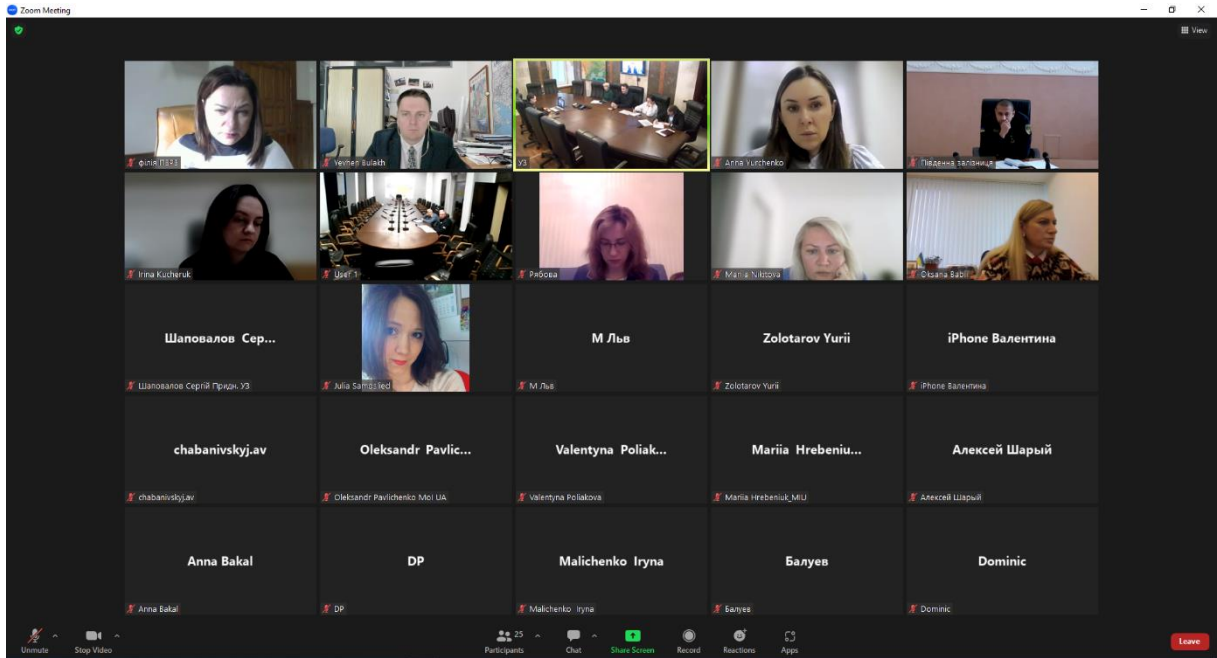 Zoom Meeting
View
філія ПВРЗ
Yevhen Bulakh
УЗ
Anna Yurchenko
Південна залізниця
Irina Kucheruk
User 1
Рябова
Mariia Nikitova
Oksana Babii
Шаповалов Сер...
М Льв
Zolotarov Yurii
iPhone Валентина
Шаповалов Сергій Придн. УЗ
Julia
М Льв
Zolotarov Yurii
iPhone Валентина
chabanivskyj.av
Oleksandr Pavlic...
Valentyna Poliak...
Mariia Hrebeniu...
Алексей Шарый
chabanivskyj.av
Oleksandr Pavlichenko MoI UA
Valentyna Poliakova
Mariia Hrebeniuk_MIU
Алексей Шарый
Anna Bakal
DP
Malichenko Iryna
Балуев
Dominic
Anna Bakal
DP
Malichenko Iryna
Балуев
Dominic
Unmute
Stop Video
Participants
25
Chat
Share Screen
Record
Reactions
Apps
Leave